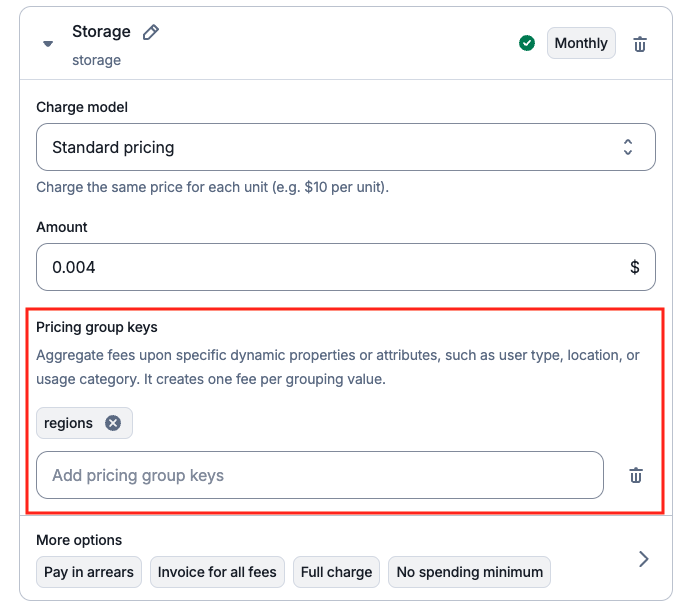 Storage
storage
Monthly
Charge model
Standard pricing
Charge the same price for each unit (e.g. $10 per unit).
Amount
0.004 $
Pricing group keys
Aggregate fees upon specific dynamic properties or attributes, such as user type, location, or
usage category. It creates one fee per grouping value.
regions
Add pricing group keys
More options
Pay in arrears Invoice for all fees Full charge No spending minimum